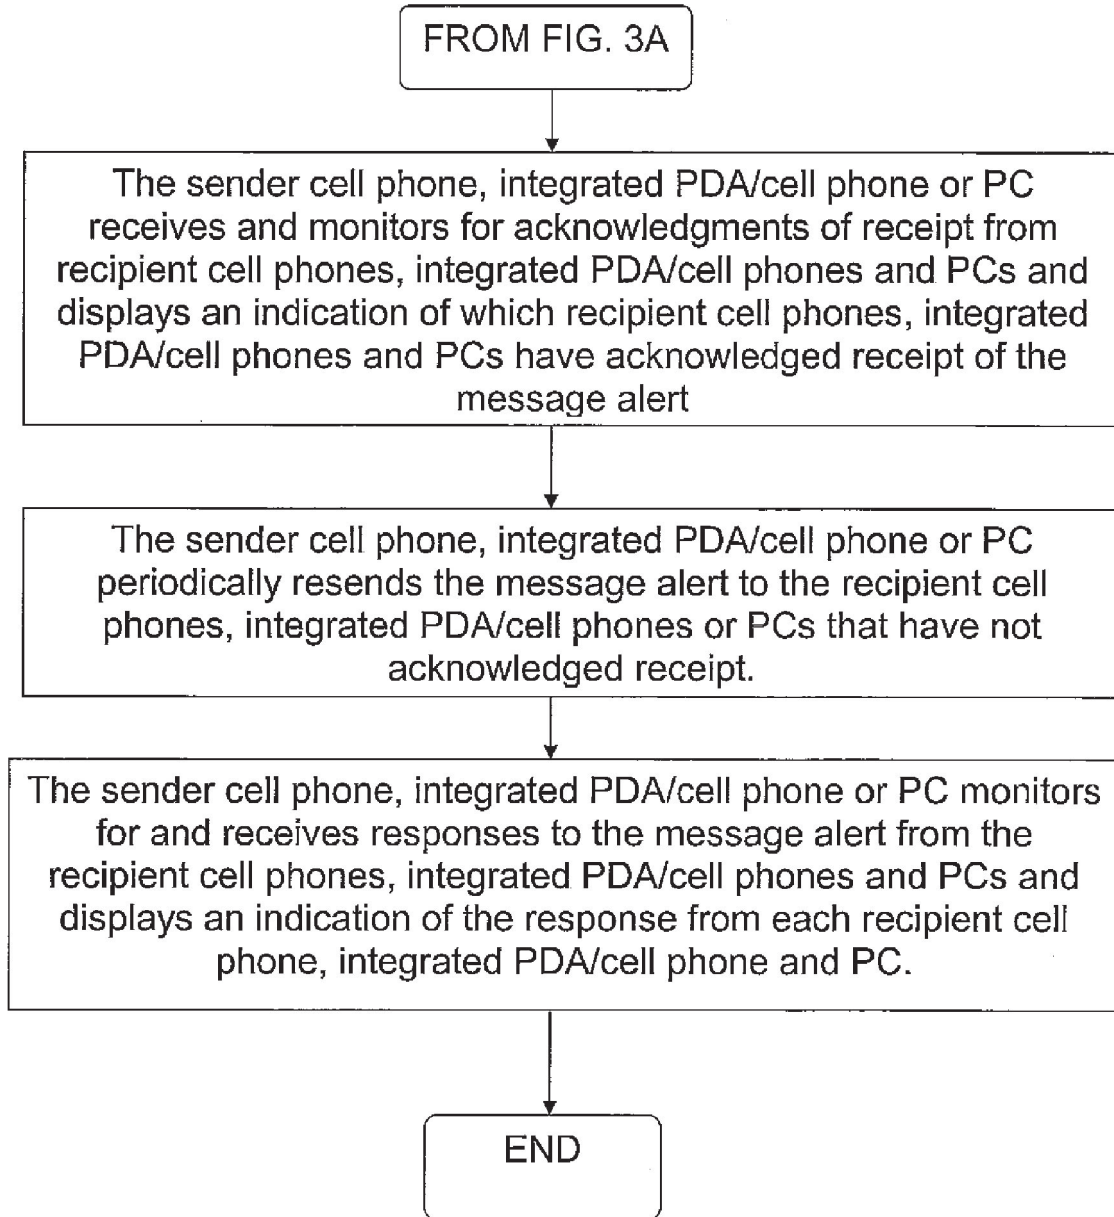 FROM FIG. 3A
The sender cell phone, integrated PDA/cell phone or PC
receives and monitors for acknowledgments of receipt from
recipient cell phones, integrated PDA/cell phones and PCs and
displays an indication of which recipient cell phones, integrated
PDA/cell phones and PCs have acknowledged receipt of the
message alert
The sender cell phone, integrated PDA/cell phone or PC
periodically resends the message alert to the recipient cell
phones, integrated PDA/cell phones or PCs that have not
acknowledged receipt.
The sender cell phone, integrated PDA/cell phone or PC monitors
for and receives responses to the message alert from the
recipient cell phones, integrated PDA/cell phones and PCs and
displays an indication of the response from each recipient cell
phone, integrated PDA/cell phone and PC.
END